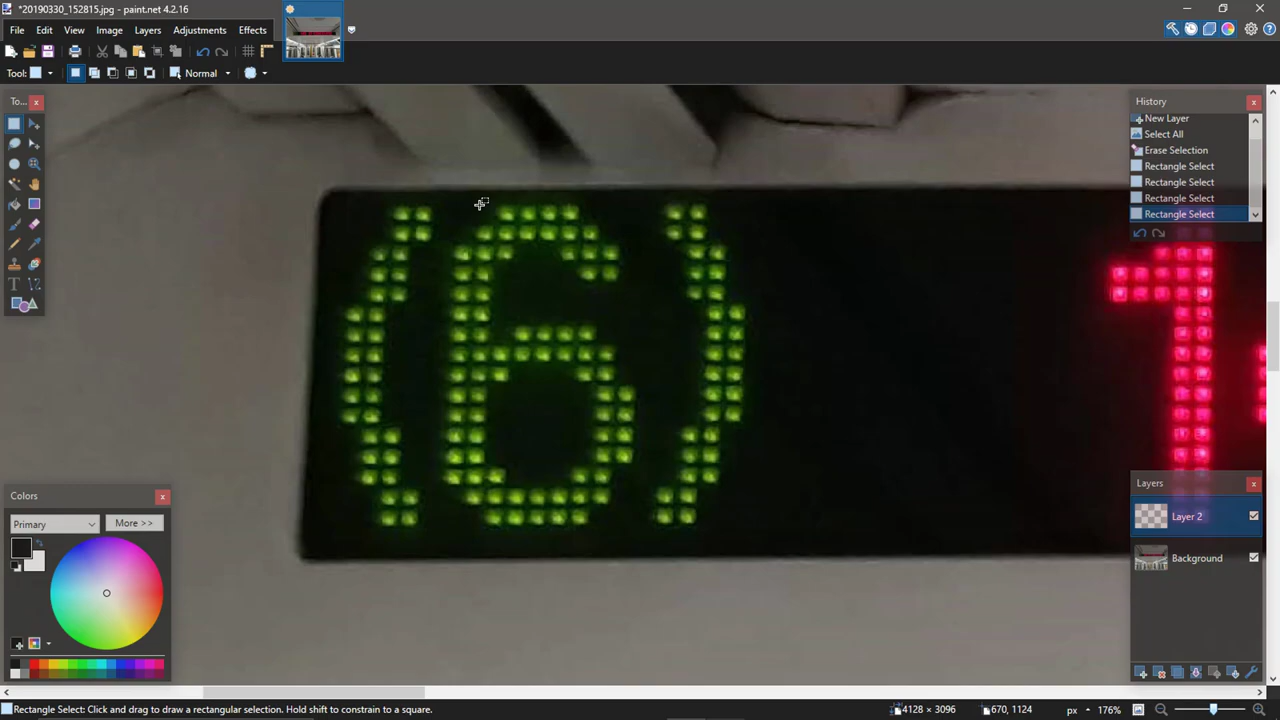 *20190330_152815.jpg - paint.net 4.2.16
File Edit View Image Layers Adjustments Effects
Tool: Normal
To...
History
New Layer
Select All
Erase Selection
Rectangle Select
Rectangle Select
Rectangle Select
Rectangle Select
(6) 1
Colors
Primary More >>
Layers
Layer 2
Background
Rectangle Select: Click and drag to draw a rectangular selection. Hold shift to constrain to a square. 4128 × 3096 670, 1124 px 176%